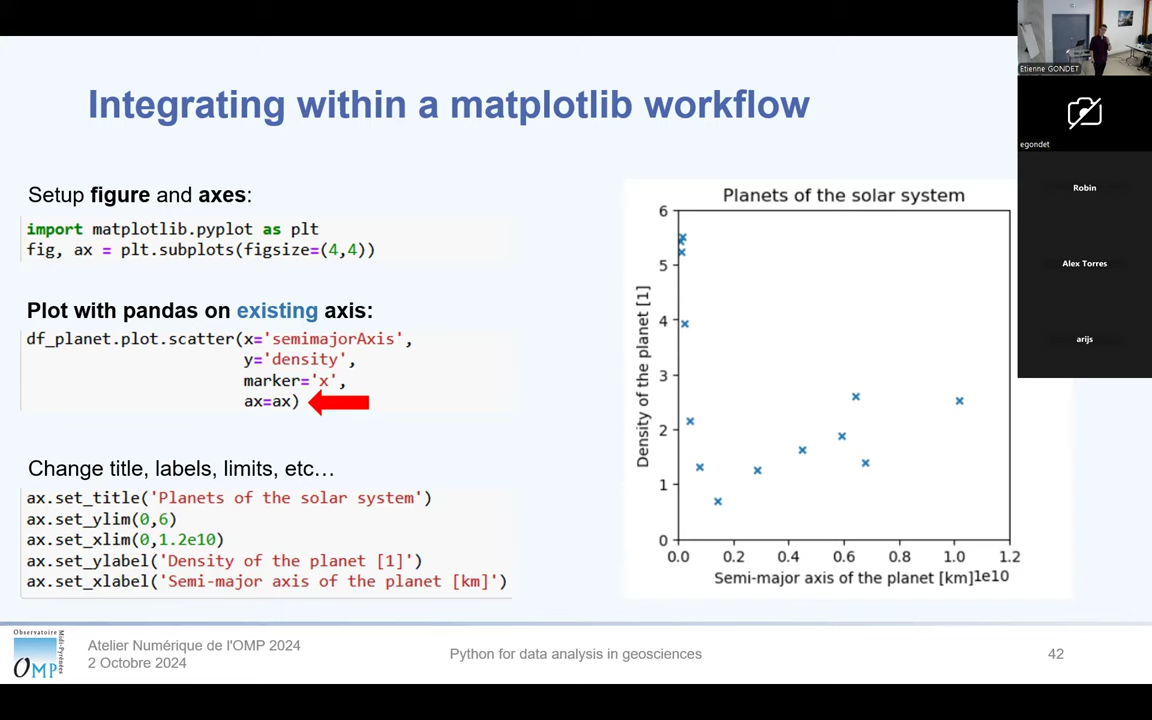 Integrating within a matplotlib workflow
Setup figure and axes:
import matplotlib.pyplot as plt
fig, ax = plt.subplots(figsize=(4,4))
Plot with pandas on existing axis:
df_planet.plot.scatter(x='semimajorAxis',
y='density',
marker='x',
ax=ax)
Change title, labels, limits, etc…
ax.set_title('Planets of the solar system')
ax.set_ylim(0,6)
ax.set_xlim(0,1.2e10)
ax.set_ylabel('Density of the planet [1]')
ax.set_xlabel('Semi-major axis of the planet [km]')
Planets of the solar system
Density of the planet [1]
6
5
4
3
2
1
0
0.0 0.2 0.4 0.6 0.8 1.0 1.2
Semi-major axis of the planet [km] 1e10
Etienne GONDET
egondet
Robin
Alex Torres
arijs
Observatoire
Midi-Pyrénées
OMP
Atelier Numérique de l'OMP 2024
2 Octobre 2024
Python for data analysis in geosciences
42